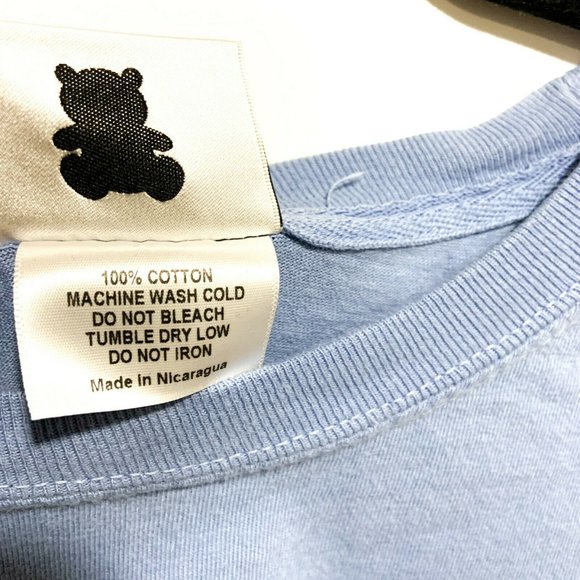 100% COTTON
MACHINE WASH COLD
DO NOT BLEACH
TUMBLE DRY LOW
DO NOT IRON
Made in Nicaragua